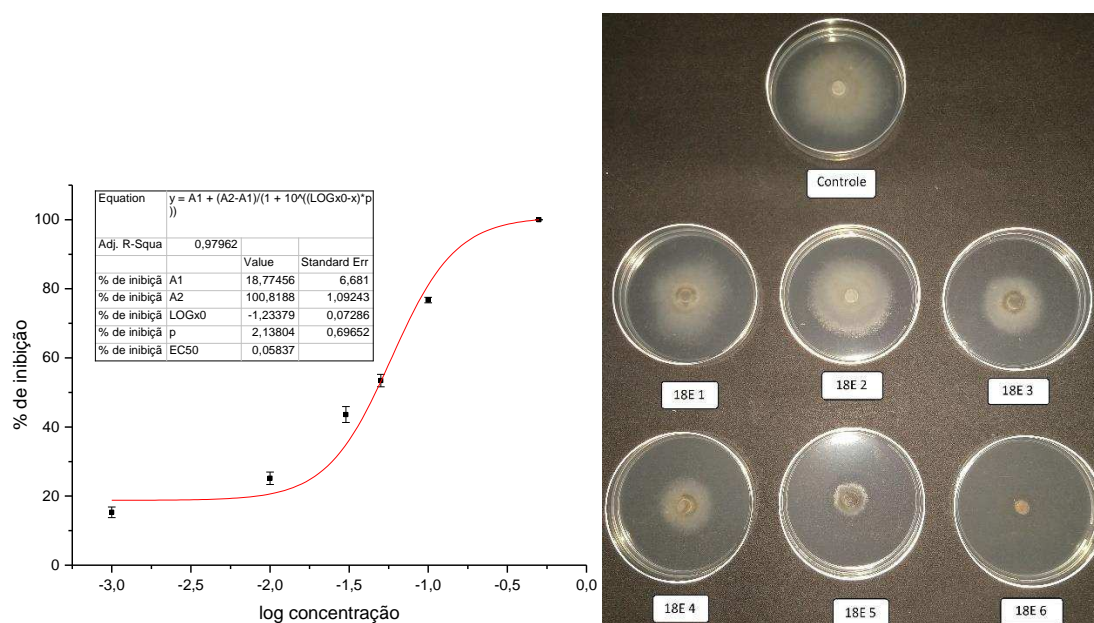 Equation
y = A1 + (A2-A1)/(1 + 10^((LOGx0-x)*p
))
Adj. R-Squa 0,97962
Value Standard Err
% de inibiçã A1 18,77456 6,681
% de inibiçã A2 100,8188 1,09243
% de inibiçã LOGx0 -1,23379 0,07286
% de inibiçã p 2,13804 0,69652
% de inibiçã EC50 0,05837
100
80
60
40
20
0
% de inibição
-3,0 -2,5 -2,0 -1,5 -1,0 -0,5 0,0
log concentração
Controle
18E 1 18E 2 18E 3
18E 4 18E 5 18E 6